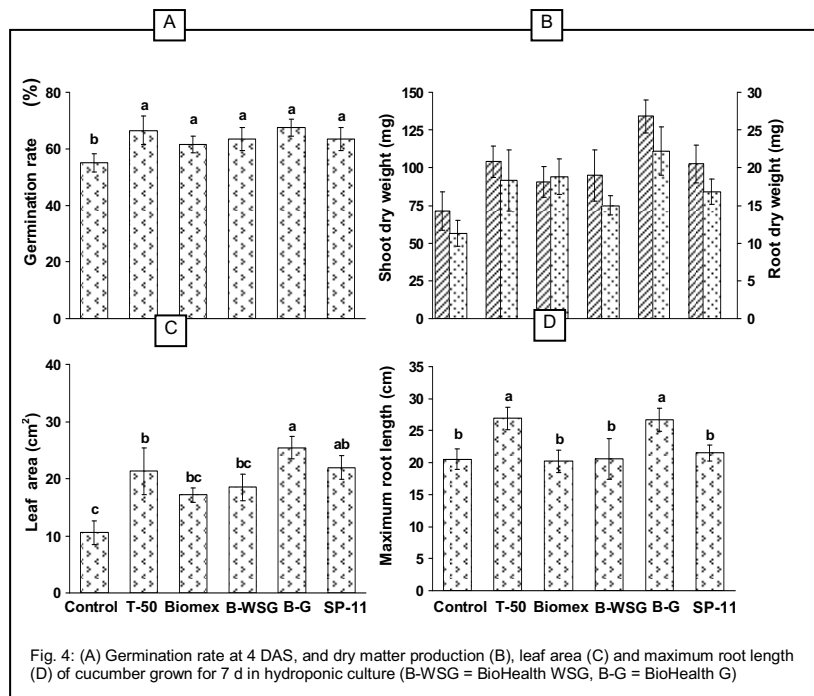 A
B
(%)
Germination rate
80
60
40
20
0
b
a
a
a
a
a
Shoot dry weight (mg)
150
125
100
75
50
25
0
30
25
20
15
10
5
0
Root dry weight (mg)
C
D
Leaf area (cm²)
40
30
20
10
0
c
b
bc
bc
a
ab
Control T-50 Biomex B-WSG B-G SP-11
Maximum root length (cm)
35
30
25
20
15
10
5
0
b
a
b
b
a
b
Control T-50 Biomex B-WSG B-G SP-11
Fig. 4: (A) Germination rate at 4 DAS, and dry matter production (B), leaf area (C) and maximum root length
(D) of cucumber grown for 7 d in hydroponic culture (B-WSG = BioHealth WSG, B-G = BioHealth G)